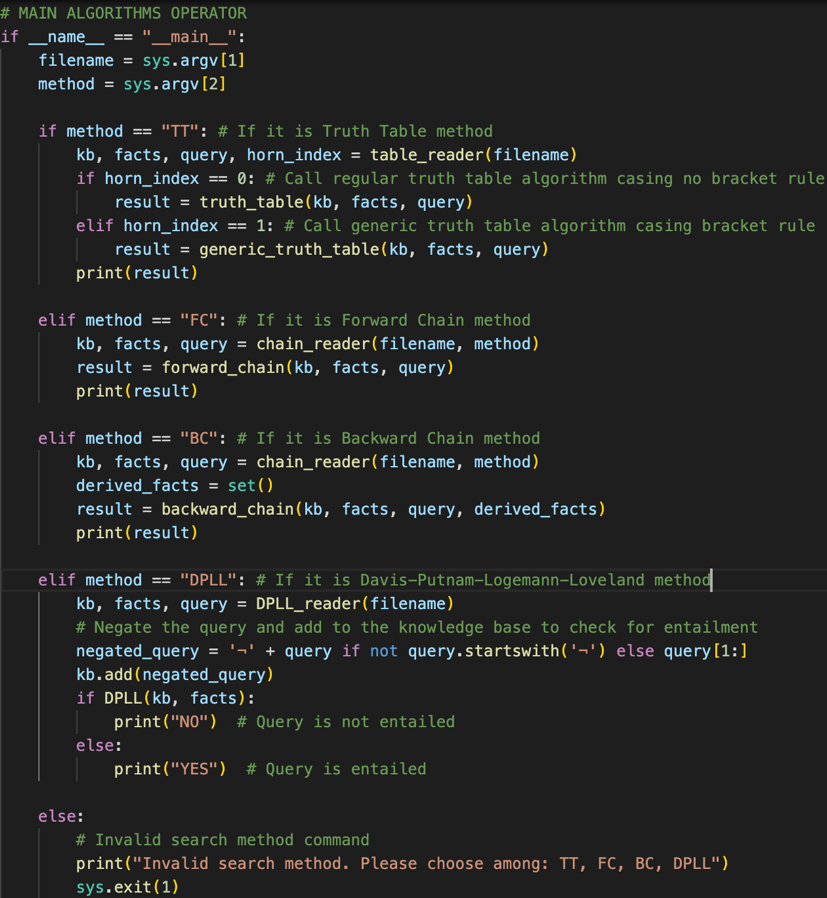 # MAIN ALGORITHMS OPERATOR
if __name__ == "__main__":
    filename = sys.argv[1]
    method = sys.argv[2]

    if method == "TT": # If it is Truth Table method
        kb, facts, query, horn_index = table_reader(filename)
        if horn_index == 0: # Call regular truth table algorithm casing no bracket rule
            result = truth_table(kb, facts, query)
        elif horn_index == 1: # Call generic truth table algorithm casing bracket rule
            result = generic_truth_table(kb, facts, query)
        print(result)

    elif method == "FC": # If it is Forward Chain method
        kb, facts, query = chain_reader(filename, method)
        result = forward_chain(kb, facts, query)
        print(result)

    elif method == "BC": # If it is Backward Chain method
        kb, facts, query = chain_reader(filename, method)
        derived_facts = set()
        result = backward_chain(kb, facts, query, derived_facts)
        print(result)

    elif method == "DPLL": # If it is Davis-Putnam-Logemann-Loveland method
        kb, facts, query = DPLL_reader(filename)
        # Negate the query and add to the knowledge base to check for entailment
        negated_query = '¬' + query if not query.startswith('¬') else query[1:]
        kb.add(negated_query)
        if DPLL(kb, facts):
            print("NO")  # Query is not entailed
        else:
            print("YES")  # Query is entailed

    else:
        # Invalid search method command
        print("Invalid search method. Please choose among: TT, FC, BC, DPLL")
        sys.exit(1)